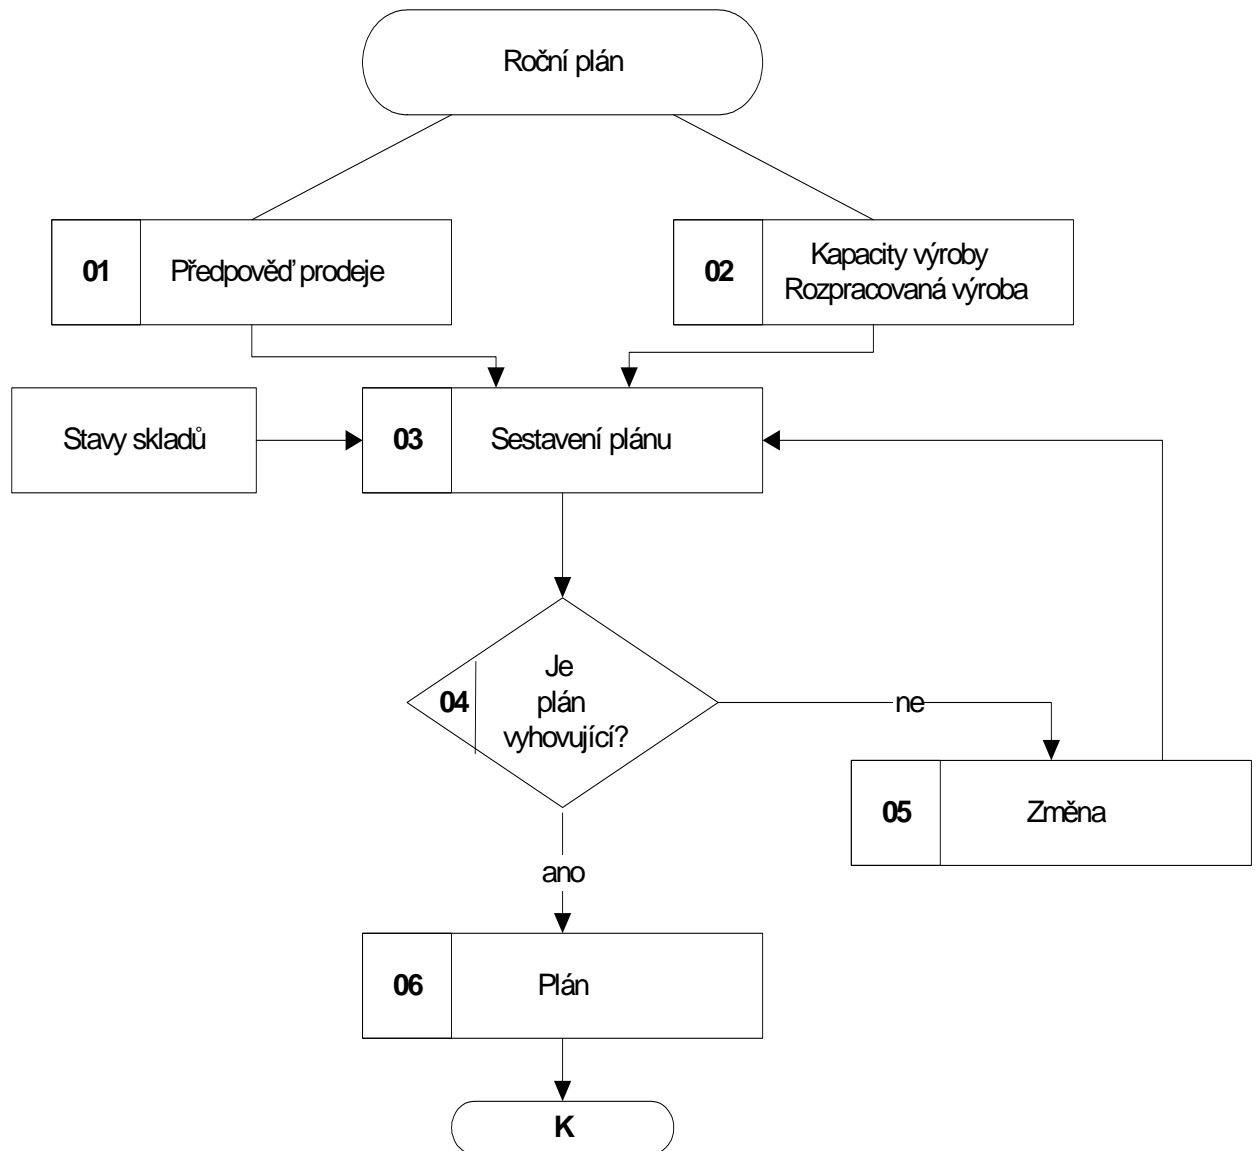 Roční plán
01
Předpověď prodeje
02
Kapacity výroby
Rozpracovaná výroba
Stavy skladů
03
Sestavení plánu
04
Je
plán
vyhovující?
ne
05
Změna
ano
06
Plán
K